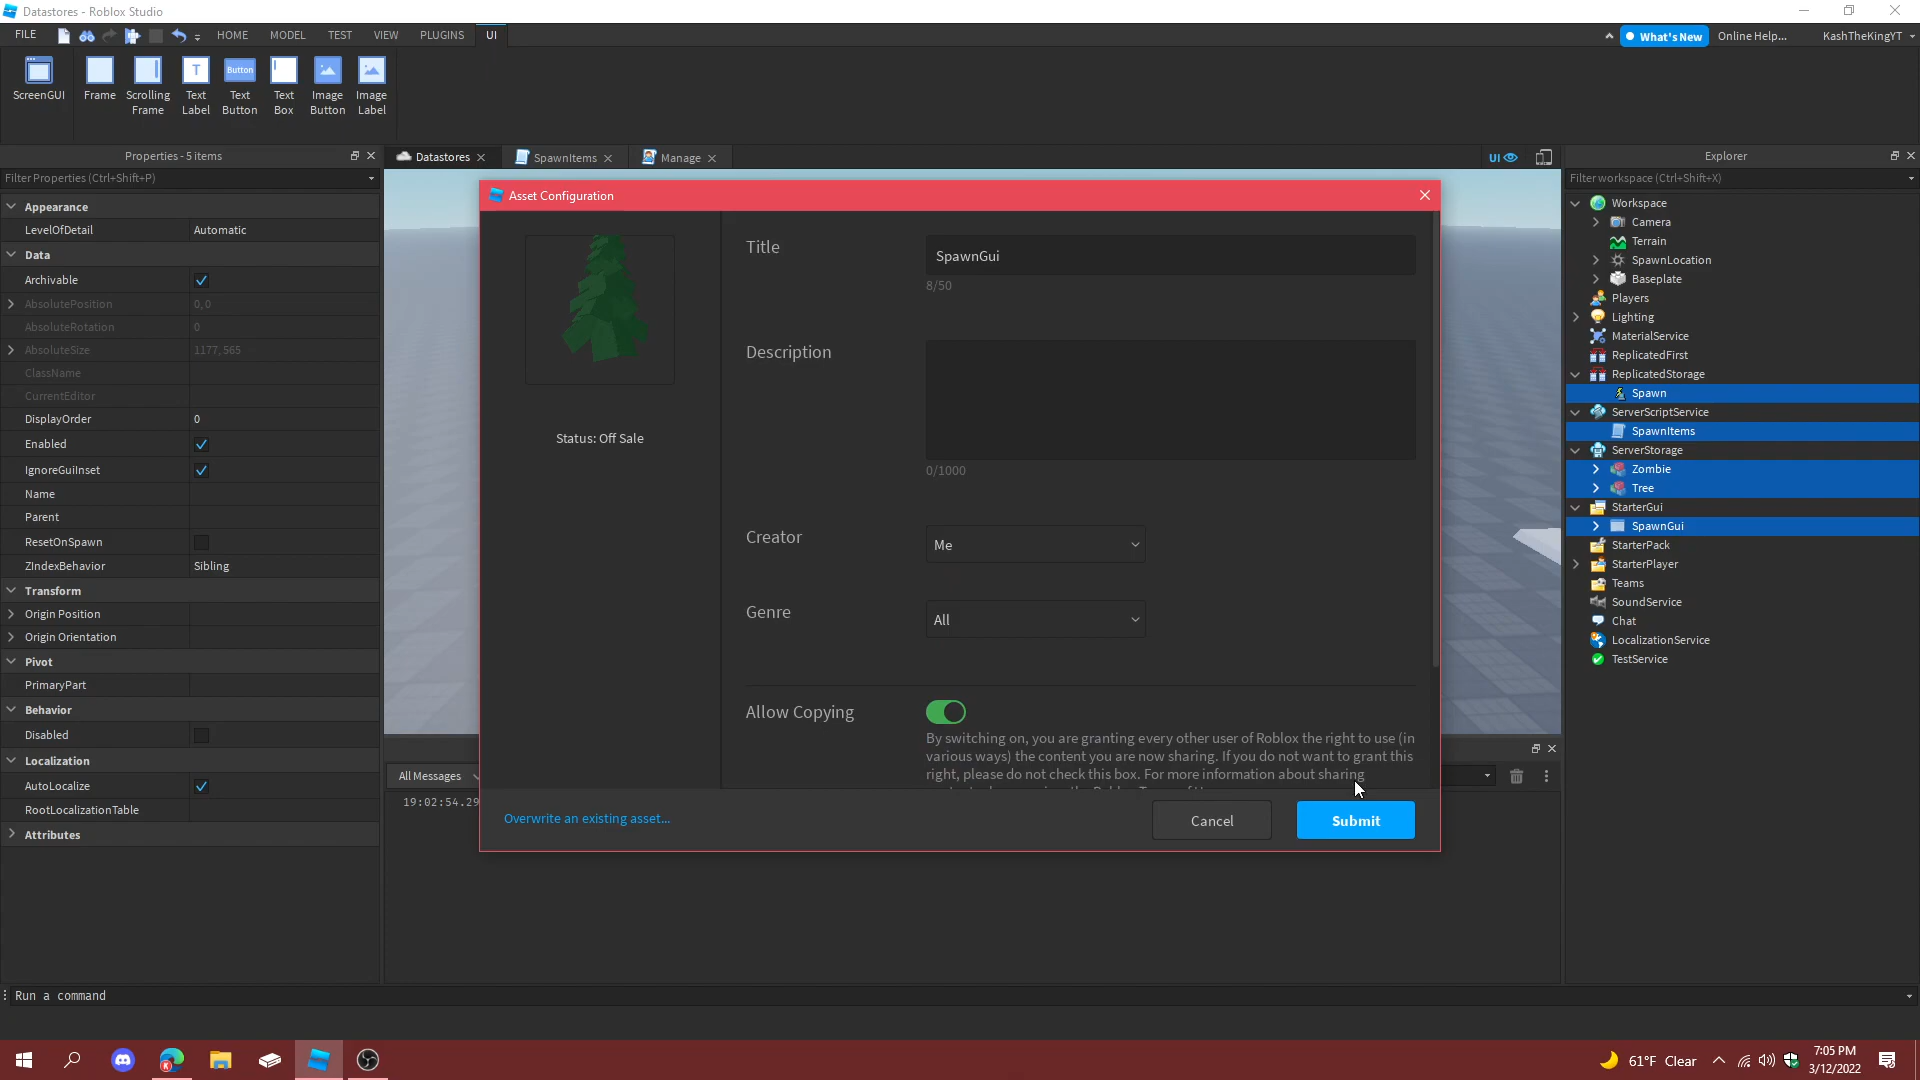 Datastores - Roblox Studio
FILE
HOME
MODEL
TEST
VIEW
PLUGINS
UI
What's New
Online Help...
KashTheKingYT
ScreenGUI
Frame
Scrolling
Frame
Text
Label
Button
Text
Button
Text
Box
Image
Button
Image
Label
Properties - 5 items
Filter Properties (Ctrl+Shift+P)
Appearance
LevelOfDetail Automatic
Data
Archivable
AbsolutePosition 0, 0
AbsoluteRotation 0
AbsoluteSize 1177, 565
ClassName
CurrentEditor
DisplayOrder 0
Enabled
IgnoreGuiInset
Name
Parent
ResetOnSpawn
ZIndexBehavior Sibling
Transform
Origin Position
Origin Orientation
Pivot
PrimaryPart
Behavior
Disabled
Localization
AutoLocalize
RootLocalizationTable
Attributes
Datastores
SpawnItems
Manage
UI
Asset Configuration
Status: Off Sale
Title
SpawnGui
8/50
Description
0/1000
Creator
Me
Genre
All
Allow Copying
By switching on, you are granting every other user of Roblox the right to use (in
various ways) the content you are now sharing. If you do not want to grant this
right, please do not check this box. For more information about sharing
Overwrite an existing asset...
Cancel
Submit
All Messages
19:02:54.29
Explorer
Filter workspace (Ctrl+Shift+X)
Workspace
Camera
Terrain
SpawnLocation
Baseplate
Players
Lighting
MaterialService
ReplicatedFirst
ReplicatedStorage
Spawn
ServerScriptService
SpawnItems
ServerStorage
Zombie
Tree
StarterGui
SpawnGui
StarterPack
StarterPlayer
Teams
SoundService
Chat
LocalizationService
TestService
Run a command
61°F Clear
7:05 PM
3/12/2022